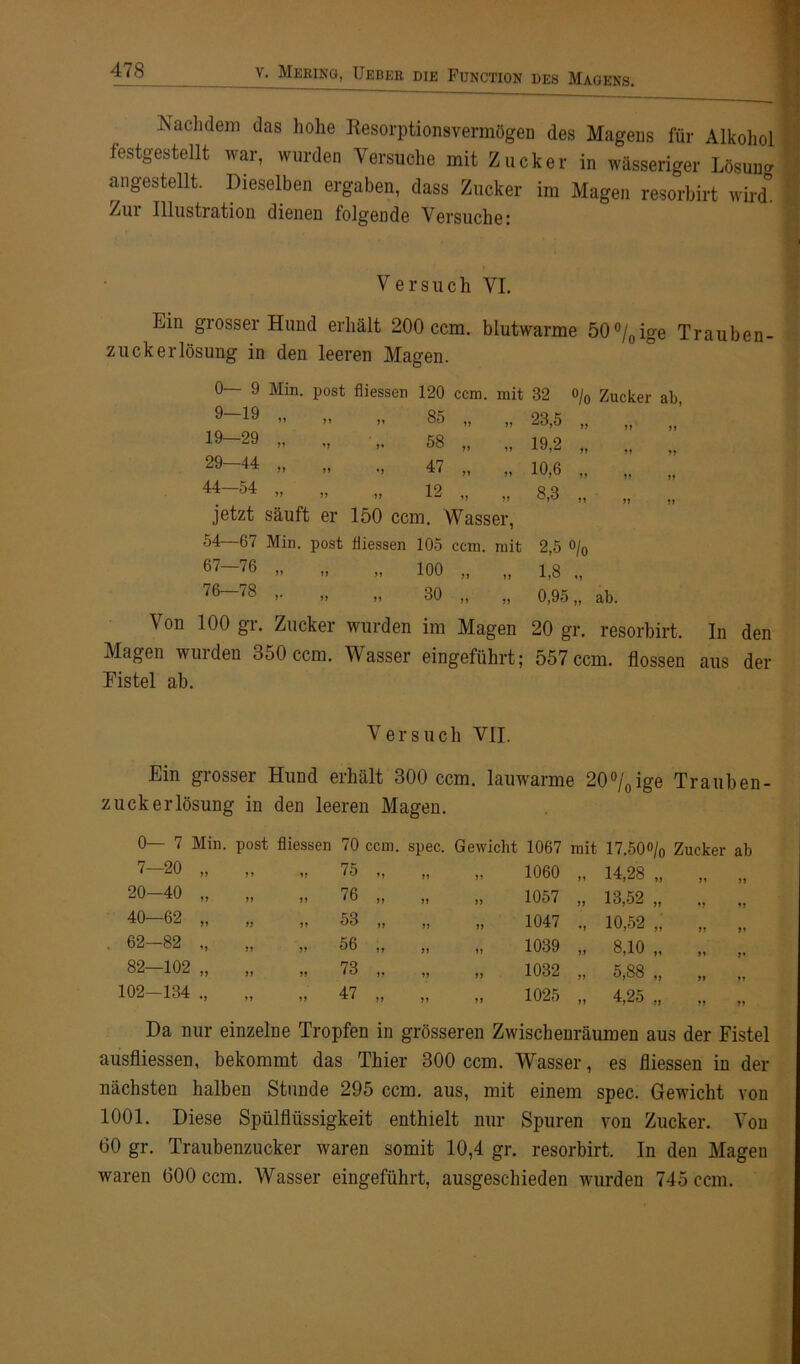 478 v. Mering, Ueber die Function des Magens.
Nachdem das hohe Resorptionsvermögen des Magens für Alkohol
festgestellt war, wurden Versuche mit Zucker in wässeriger Lösung
angestellt. Dieselben ergaben, dass Zucker im Magen resorbirt wird.
Zur Illustration dienen folgende Versuche:
Versuch VI.
Ein grosser Hund erhält 200 ccm. blutwarme 50%ige Trauben-
zuckerlösung in den leeren Magen.
0— 9 Min. post fliessen 120 ccm. mit 32 % Zucker ab,
9—19 „ „ „ 85 „ „ 23,5 „ „ „
19—29 „ „ „ 58 „ „ 19,2 „ „ „
29—44 „ „ „ 47 „ „ 10,6 „ „ „
44—54 „ „ „ 12 „ „ 8,3 „ „ „
jetzt säuft er 150 ccm. Wasser,
54—67 Min. post fliessen 105 ccm. mit 2,5 %
67—76 „ „ „ 100 „ „ 1,8 „
76—78 „ „ „ 30 „ „ 0,95 „ ab.
Von 100 gr. Zucker wurden im Magen 20 gr. resorbirt. In den
Magen wurden 350 ccm. Wasser eingeführt; 557 ccm. flossen aus der
Fistel ab.
Versuch VII.
Ein grosser Hund erhält 300 ccm. lauwarme 20%ige Trauben-
zuckerlösung in den leeren Magen.
0— 7 Min. post fliessen 70 ccm. spec. Gewicht 1067 mit 17.50% Zucker ab
7—20 „ „ „ 75 „ „ „ 1060 „ 14,28 „ „ „
20—40 „ „ „ 76 „ „ „ 1057 „ 13,52 „ „ „
40—62 „ „ „ 53 „ „ „ 1047 „ 10,52 „ „ „
62—82 „ „ „ 56 „ „ „ 1039 „ 8,10 „ „ „
82—102 „ „ „ 73 „ „ „ 1032 „ 5,88 „ „ „
102—134 „ „ „ 47 „ „ „ 1025 „ 4,25 „ „ „
Da nur einzelne Tropfen in grösseren Zwischenräumen aus der Fistel
ausfliessen, bekommt das Thier 300 ccm. Wasser, es fliessen in der
nächsten halben Stunde 295 ccm. aus, mit einem spec. Gewicht von
1001. Diese Spülflüssigkeit enthielt nur Spuren von Zucker. Von
60 gr. Traubenzucker waren somit 10,4 gr. resorbirt. In den Magen
waren 600 ccm. Wasser eingeführt, ausgeschieden wurden 745 ccm.